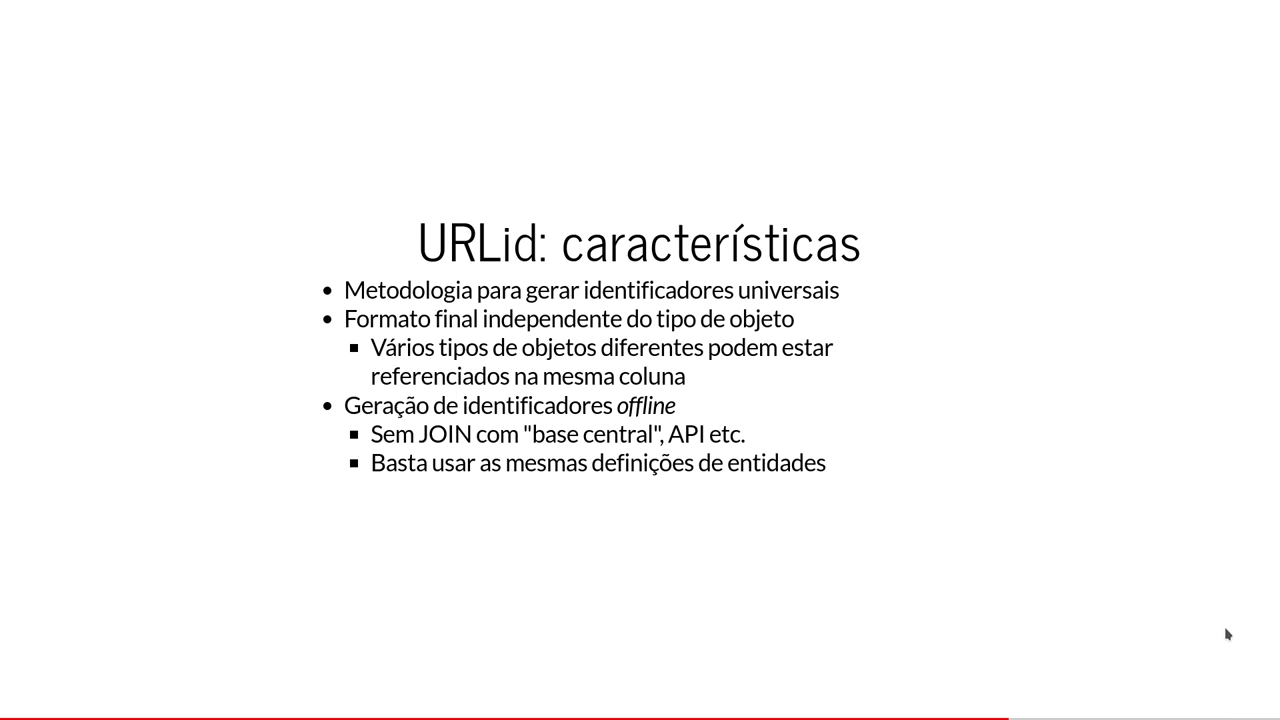 URLid: características
Metodologia para gerar identificadores universais
Formato final independente do tipo de objeto
Vários tipos de objetos diferentes podem estar
referenciados na mesma coluna
Geração de identificadores offline
Sem JOIN com "base central", API etc.
Basta usar as mesmas definições de entidades